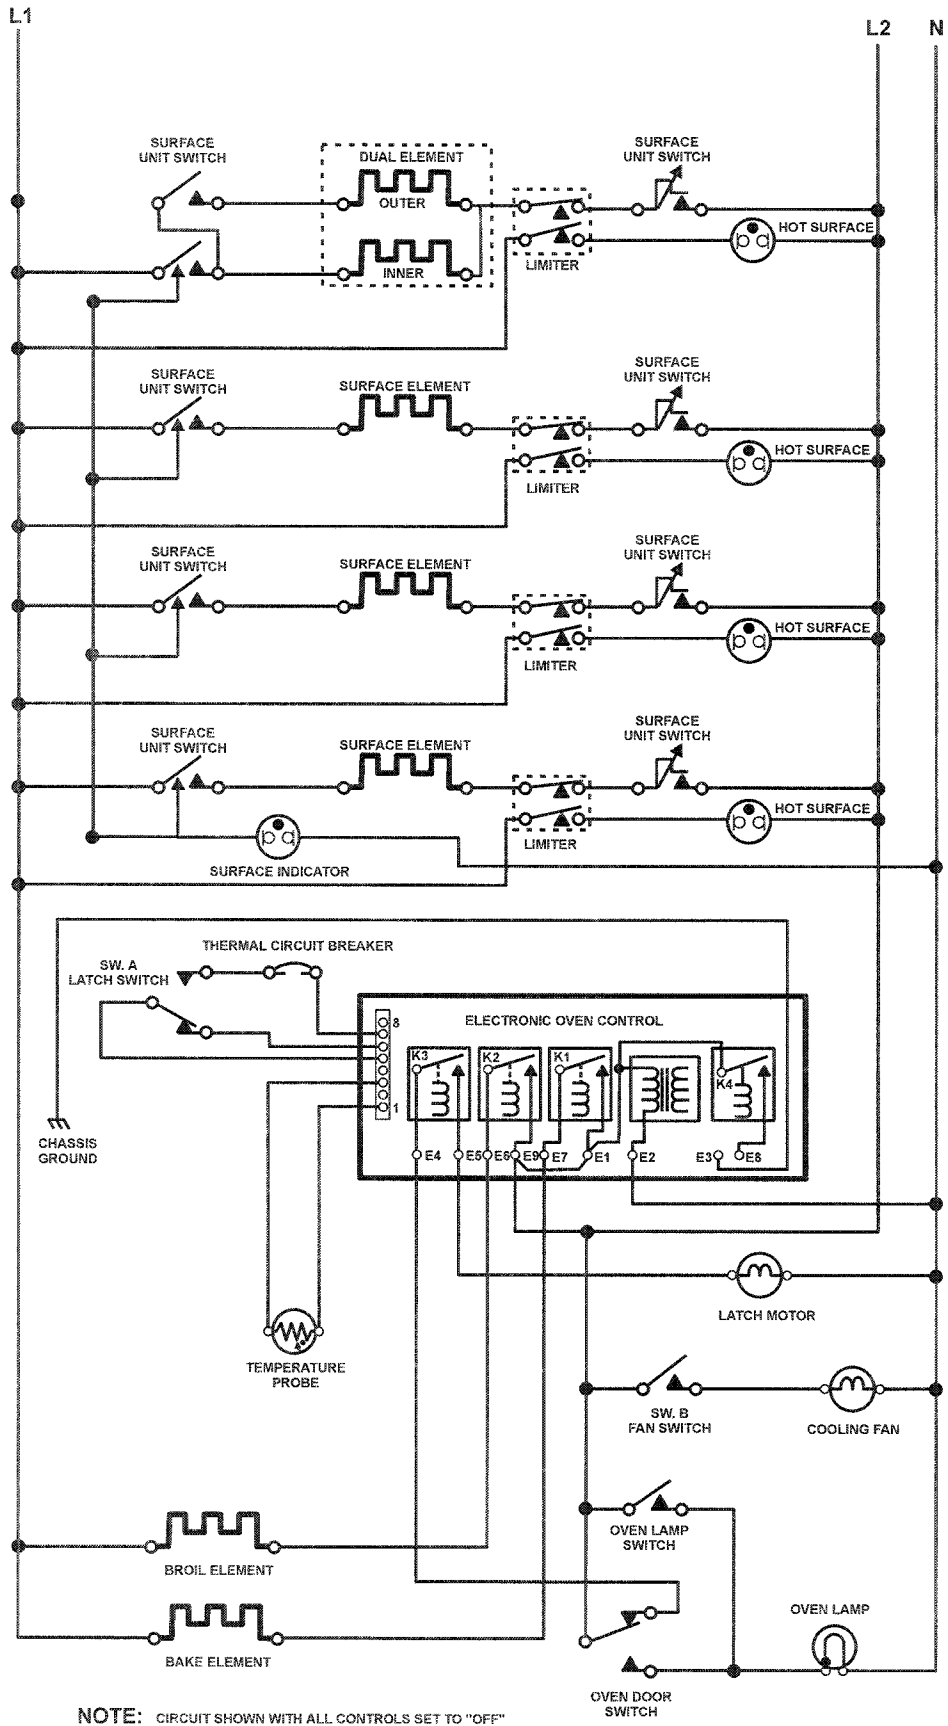 L1
L2
N
SURFACE
UNIT SWITCH
DUAL ELEMENT
OUTER
INNER
SURFACE
UNIT SWITCH
HOT SURFACE
LIMITER
SURFACE
UNIT SWITCH
SURFACE ELEMENT
SURFACE
UNIT SWITCH
HOT SURFACE
LIMITER
SURFACE
UNIT SWITCH
SURFACE ELEMENT
SURFACE
UNIT SWITCH
HOT SURFACE
LIMITER
SURFACE
UNIT SWITCH
SURFACE ELEMENT
SURFACE
UNIT SWITCH
HOT SURFACE
LIMITER
SURFACE INDICATOR
THERMAL CIRCUIT BREAKER
SW. A
LATCH SWITCH
8
ELECTRONIC OVEN CONTROL
K3
K2
K1
K4
1
E4
E5
E6
E9
E7
E1
E2
E3
E8
CHASSIS
GROUND
LATCH MOTOR
TEMPERATURE
PROBE
SW. B
FAN SWITCH
COOLING FAN
OVEN LAMP
SWITCH
BROIL ELEMENT
OVEN LAMP
BAKE ELEMENT
OVEN DOOR
SWITCH
NOTE: CIRCUIT SHOWN WITH ALL CONTROLS SET TO "OFF"